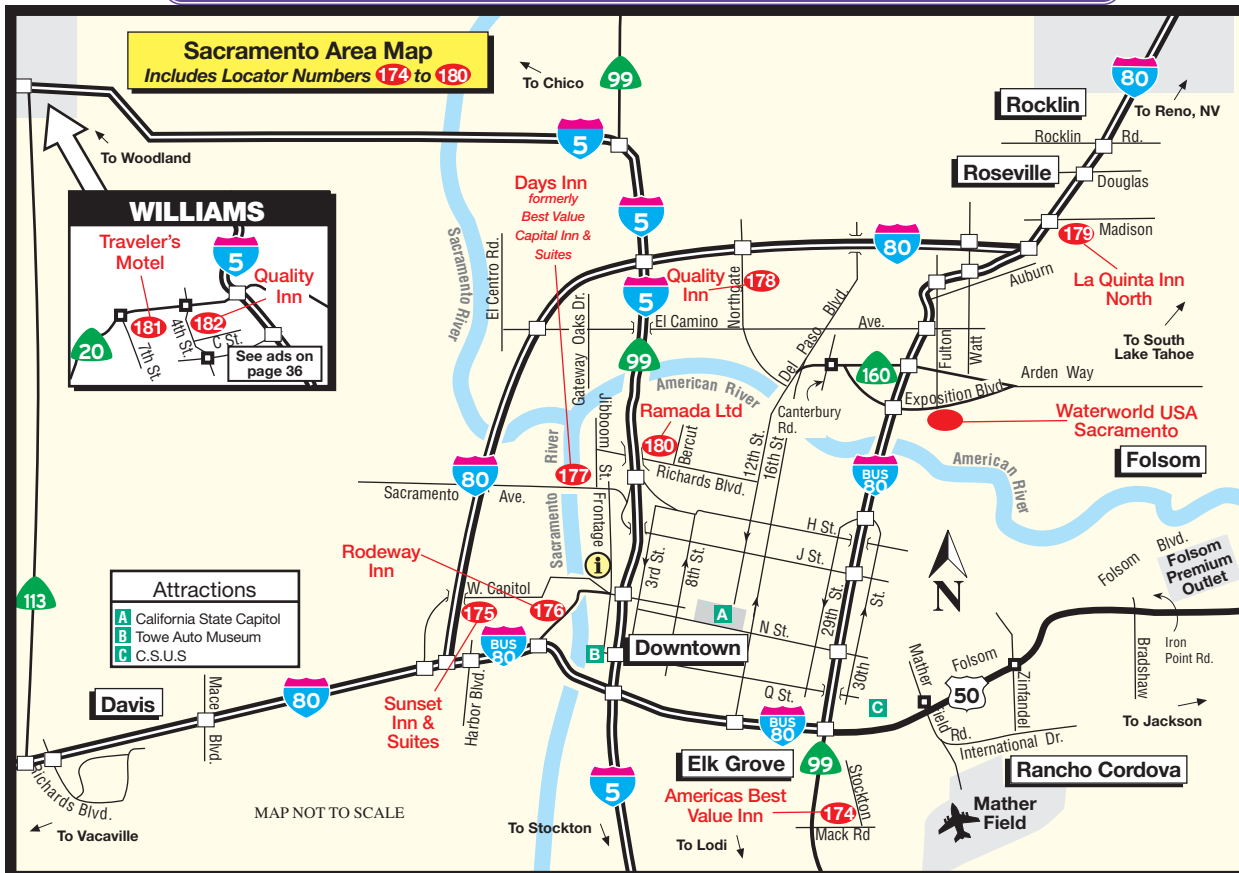 Sacramento Area Map
Includes Locator Numbers 174 to 180
To Chico
99
80
To Reno, NV
Rocklin
Rocklin Rd.
Roseville
Douglas
5
To Woodland
WILLIAMS
Traveler's
Motel
5
Quality
Inn
181
182
4th St.
C St.
7th St.
20
See ads on
page 36
Days Inn
formerly
Best Value
Capital Inn &
Suites
5
80
179
Madison
La Quinta Inn
North
Auburn
Sacramento River
El Centro Rd.
Quality
Inn
178
Northgate
5
Gateway Oaks Dr.
El Camino Ave.
Del Paso Blvd.
Fulton
Watt
To South
Lake Tahoe
99
160
Arden Way
Exposition Blvd.
American River
Canterbury
Rd.
Waterworld USA
Sacramento
Folsom
Jibboom St.
Ramada Ltd
180
Bercut
Richards Blvd.
12th St.
16th St
BUS
80
American
River
80
177
River
Sacramento
Sacramento Ave.
Frontage
H St.
J St.
3rd St.
8th St.
29th St.
30th St.
N
Folsom Blvd.
Folsom
Premium
Outlet
Iron
Point Rd.
Bradshaw
Rodeway
Inn
i
W. Capitol
175
176
A
N St.
113
Attractions
A California State Capitol
B Towe Auto Museum
C C.S.U.S
BUS
80
B
Downtown
Q St.
C
Mather Field Rd.
Folsom
50
Zinfandel
To Jackson
International Dr.
Davis
Mace Blvd.
80
Sunset
Inn &
Suites
Harbor Blvd.
BUS
80
Elk Grove
99
Rancho Cordova
Richards Blvd.
To Vacaville
MAP NOT TO SCALE
5
Americas Best
Value Inn
174
Stockton
Mack Rd
Mather
Field
To Stockton
To Lodi